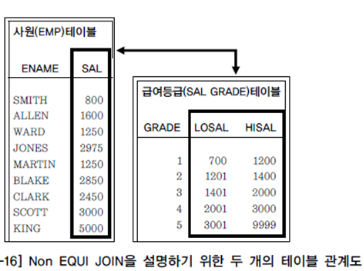 사원(EMP)테이블
ENAME SAL
SMITH 800
ALLEN 1600
WARD 1250
JONES 2975
MARTIN 1250
BLAKE 2850
CLARK 2450
SCOTT 3000
KING 5000
급여등급(SAL GRADE)테이블
GRADE LOSAL HISAL
1 700 1200
2 1201 1400
3 1401 2000
4 2001 3000
5 3001 9999
-16] Non EQUI JOIN을 설명하기 위한 두 개의 테이블 관계도